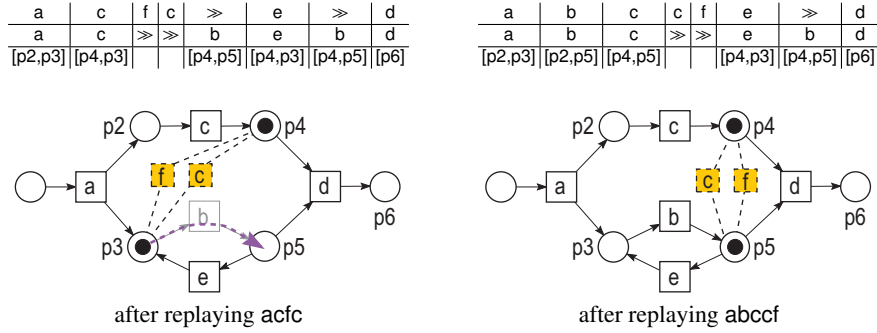 a c f c ≫ e ≫ d
a c ≫ ≫ b e b d
[p2,p3] [p4,p3] [p4,p5] [p4,p3] [p4,p5] [p6]
p2 c p4
f c
a d
b p6
p3 p5
e
after replaying acfc
a b c c f e ≫ d
a b c ≫ ≫ e b d
[p2,p3] [p2,p5] [p4,p5] [p4,p3] [p4,p5] [p6]
p2 c p4
c f
a d
b p6
p3 p5
e
after replaying abccf